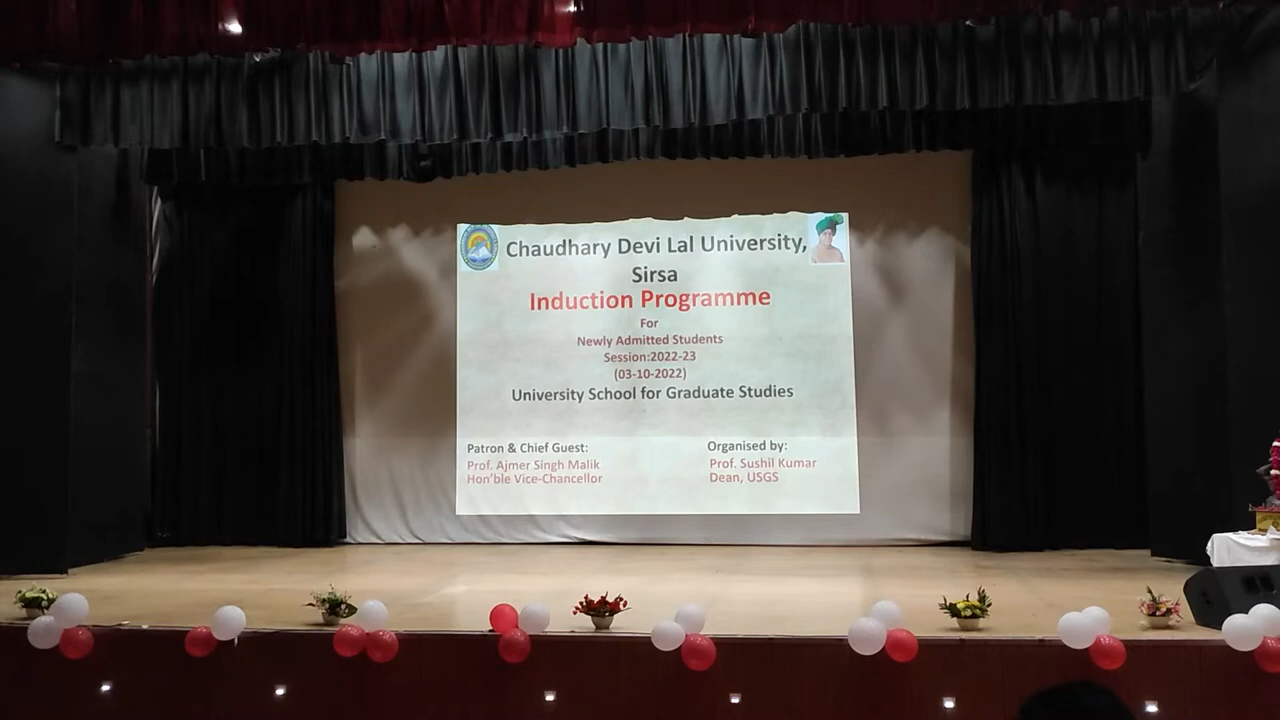 Chaudhary Devi Lal University,
Sirsa
Induction Programme
For
Newly Admitted Students
Session:2022-23
(03-10-2022)
University School for Graduate Studies
Patron & Chief Guest:
Prof. Ajmer Singh Malik
Hon'ble Vice-Chancellor
Organised by:
Prof. Sushil Kumar
Dean, USGS